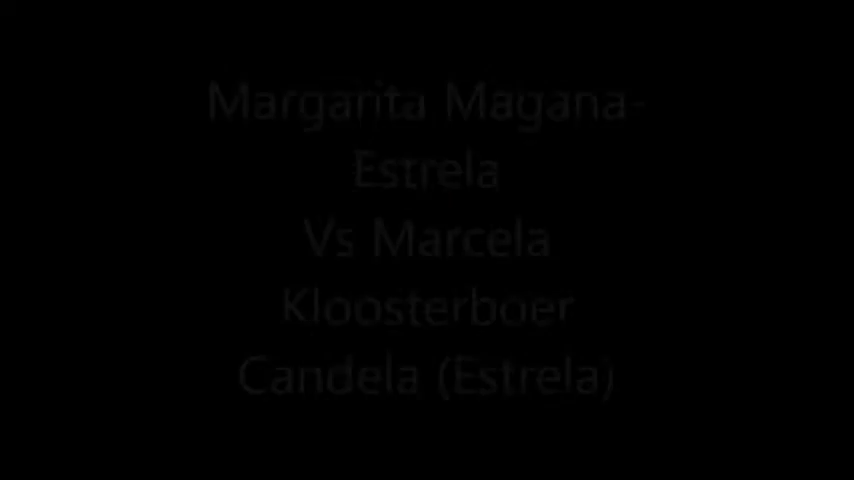 Margarita Magana-
Estrela
Vs Marcela
Kloosterboer
Candela (Estrela)